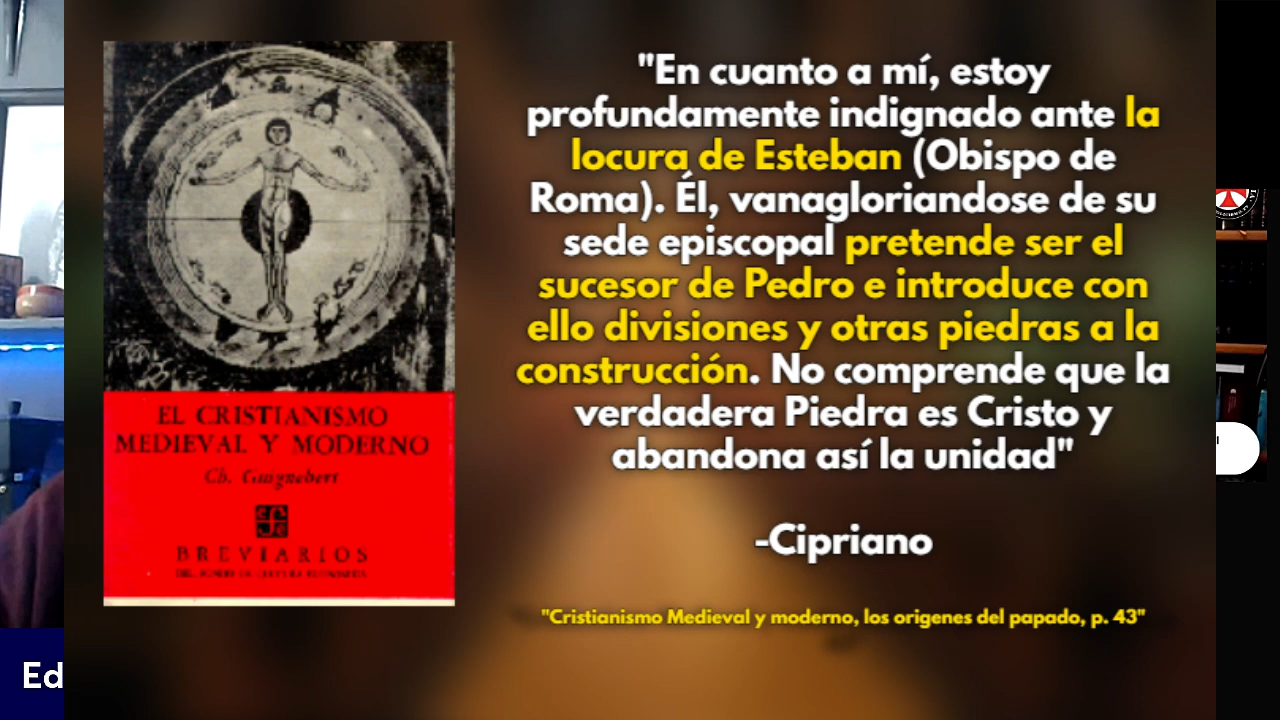 EL CRISTIANISMO
MEDIEVAL Y MODERNO
Ch. Guignebert
BREVIARIOS
"En cuanto a mí, estoy
profundamente indignado ante la
locura de Esteban (Obispo de
Roma). Él, vanagloriandose de su
sede episcopal pretende ser el
sucesor de Pedro e introduce con
ello divisiones y otras piedras a la
construcción. No comprende que la
verdadera Piedra es Cristo y
abandona así la unidad"
-Cipriano
"Cristianismo Medieval y moderno, los origenes del papado, p. 43"
Ed